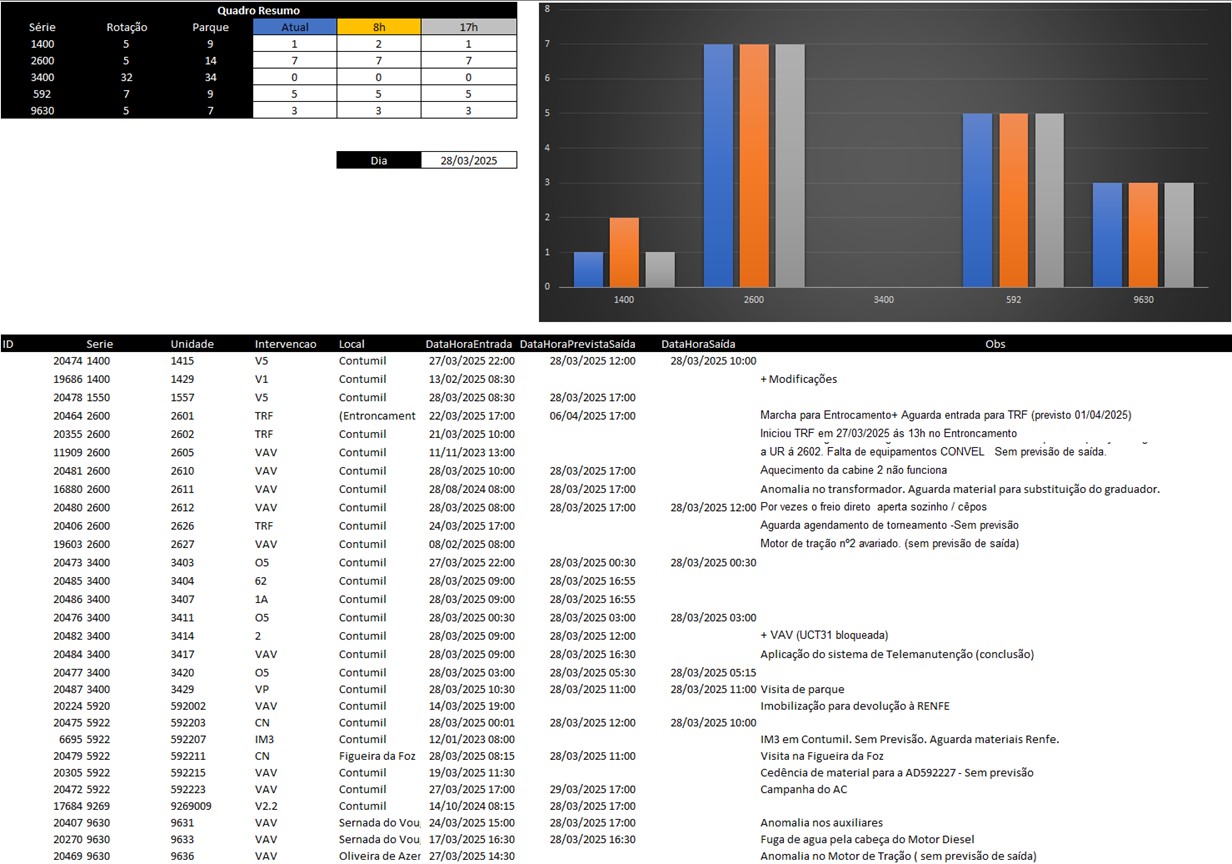 Quadro Resumo
Série Rotação Parque Atual 8h 17h
1400 5 9 1 2 1
2600 5 14 7 7 7
3400 32 34 0 0 0
592 7 9 5 5 5
9630 5 7 3 3 3
Dia 28/03/2025
8
7
6
5
4
3
2
1
0
1400 2600 3400 592 9630
ID Serie Unidade Intervencao Local DataHoraEntrada DataHoraPrevistaSaída DataHoraSaída Obs
20474 1400 1415 V5 Contumil 27/03/2025 22:00 28/03/2025 12:00 28/03/2025 10:00
19686 1400 1429 V1 Contumil 13/02/2025 08:30 + Modificações
20478 1550 1557 V5 Contumil 28/03/2025 08:30 28/03/2025 17:00
20464 2600 2601 TRF (Entroncament 22/03/2025 17:00 06/04/2025 17:00 Marcha para Entrocamento+ Aguarda entrada para TRF (previsto 01/04/2025)
20355 2600 2602 TRF Contumil 21/03/2025 10:00 Iniciou TRF em 27/03/2025 ás 13h no Entroncamento
11909 2600 2605 VAV Contumil 11/11/2023 13:00 a UR á 2602. Falta de equipamentos CONVEL Sem previsão de saída.
20481 2600 2610 VAV Contumil 28/03/2025 10:00 28/03/2025 17:00 Aquecimento da cabine 2 não funciona
16880 2600 2611 VAV Contumil 28/08/2024 08:00 28/03/2025 17:00 Anomalia no transformador. Aguarda material para substituição do graduador.
20480 2600 2612 VAV Contumil 28/03/2025 08:00 28/03/2025 17:00 28/03/2025 12:00 Por vezes o freio direto aperta sozinho / cêpos
20406 2600 2626 TRF Contumil 24/03/2025 17:00 Aguarda agendamento de torneamento -Sem previsão
19603 2600 2627 VAV Contumil 08/02/2025 08:00 Motor de tração nº2 avariado. (sem previsão de saída)
20473 3400 3403 O5 Contumil 27/03/2025 22:00 28/03/2025 00:30 28/03/2025 00:30
20485 3400 3404 62 Contumil 28/03/2025 09:00 28/03/2025 16:55
20486 3400 3407 1A Contumil 28/03/2025 09:00 28/03/2025 16:55
20476 3400 3411 O5 Contumil 28/03/2025 00:30 28/03/2025 03:00 28/03/2025 03:00
20482 3400 3414 2 Contumil 28/03/2025 09:00 28/03/2025 12:00 + VAV (UCT31 bloqueada)
20484 3400 3417 VAV Contumil 28/03/2025 09:00 28/03/2025 16:30 Aplicação do sistema de Telemanutenção (conclusão)
20477 3400 3420 O5 Contumil 28/03/2025 03:00 28/03/2025 05:30 28/03/2025 05:15
20487 3400 3429 VP Contumil 28/03/2025 10:30 28/03/2025 11:00 28/03/2025 11:00 Visita de parque
20224 5920 592002 VAV Contumil 14/03/2025 19:00 Imobilização para devolução à RENFE
20475 5922 592203 CN Contumil 28/03/2025 00:01 28/03/2025 12:00 28/03/2025 10:00
6695 5922 592207 IM3 Contumil 12/01/2023 08:00 IM3 em Contumil. Sem Previsão. Aguarda materiais Renfe.
20479 5922 592211 CN Figueira da Foz 28/03/2025 08:15 28/03/2025 11:00 Visita na Figueira da Foz
20305 5922 592215 VAV Contumil 19/03/2025 11:30 Cedência de material para a AD592227 - Sem previsão
20472 5922 592223 VAV Contumil 27/03/2025 17:00 29/03/2025 17:00 Campanha do AC
17684 9269 9269009 V2.2 Contumil 14/10/2024 08:15 28/03/2025 17:00
20407 9630 9631 VAV Sernada do Vou 24/03/2025 15:00 28/03/2025 17:00 Anomalia nos auxiliares
20270 9630 9633 VAV Sernada do Vou 17/03/2025 16:30 28/03/2025 16:30 Fuga de agua pela cabeça do Motor Diesel
20469 9630 9636 VAV Oliveira de Azer 27/03/2025 14:30 Anomalia no Motor de Tração ( sem previsão de saída)